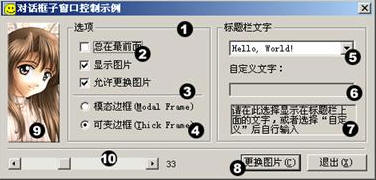 对话框子窗口控制示例
选项
1
总在最前面
2
显示图片
允许更换图片
3
模态边框(Modal Frame)
可变边框(Thick Frame)
4
标题栏文字
Hello, World!
5
自定义文字:
6
请在此选择显示在标题栏上
面的文字,或者选择“自定
义”后自行输入
7
9
10
33
8
更换图片(C)
退出(X)